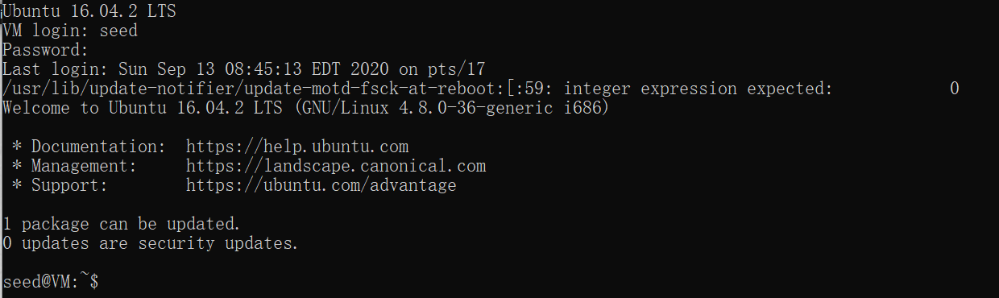 Ubuntu 16.04.2 LTS
VM login: seed
Password:
Last login: Sun Sep 13 08:45:13 EDT 2020 on pts/17
/usr/lib/update-notifier/update-motd-fsck-at-reboot:[:59: integer expression expected:            0
Welcome to Ubuntu 16.04.2 LTS (GNU/Linux 4.8.0-36-generic i686)
 * Documentation:  https://help.ubuntu.com
 * Management:     https://landscape.canonical.com
 * Support:        https://ubuntu.com/advantage
1 package can be updated.
0 updates are security updates.
seed@VM:~$